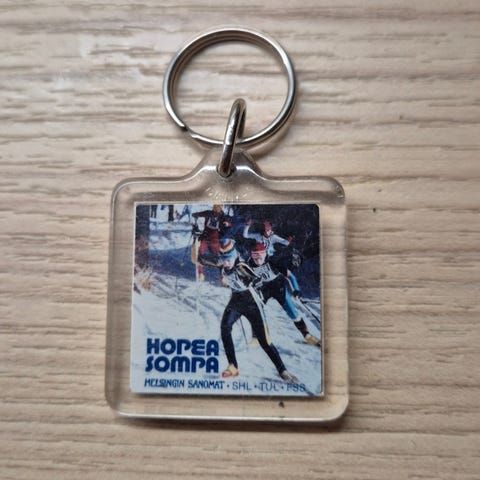 HOPEA
SOMPA
HELSINGIN SANOMAT • SHL • TUL • FSS